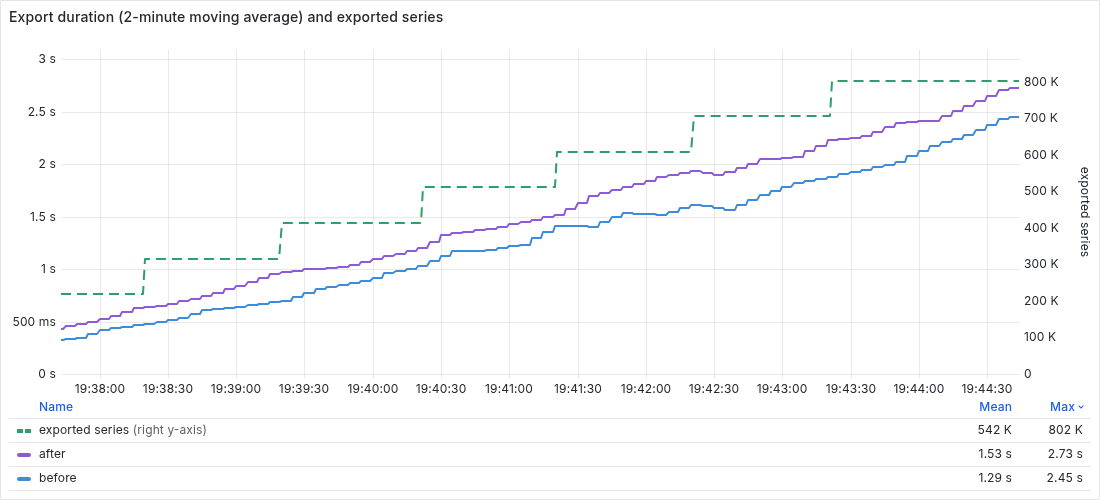 Export duration (2-minute moving average) and exported series
3 s
2.5 s
2 s
1.5 s
1 s
500 ms
0 s
800 K
700 K
600 K
500 K
400 K
300 K
200 K
100 K
0
exported series
19:38:00 19:38:30 19:39:00 19:39:30 19:40:00 19:40:30 19:41:00 19:41:30 19:42:00 19:42:30 19:43:00 19:43:30 19:44:00 19:44:30
Name Mean Max
exported series (right y-axis) 542 K 802 K
after 1.53 s 2.73 s
before 1.29 s 2.45 s